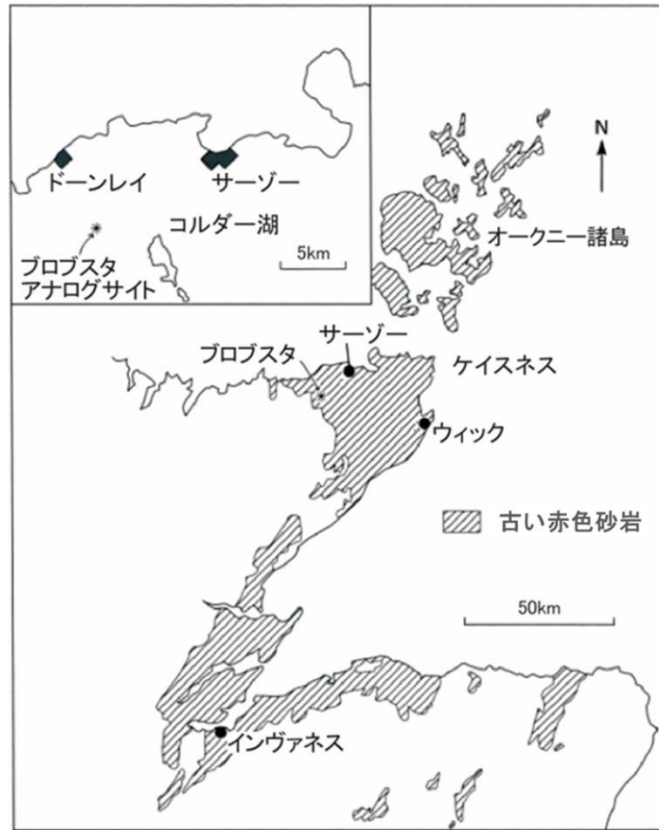 ドーンレイ
サーゾー
コルダー湖
5km
ブロブスタ
アナログサイト
N
オークニー諸島
サーゾー
ブロブスタ
ケイスネス
ウィック
古い赤色砂岩
50km
インヴァネス